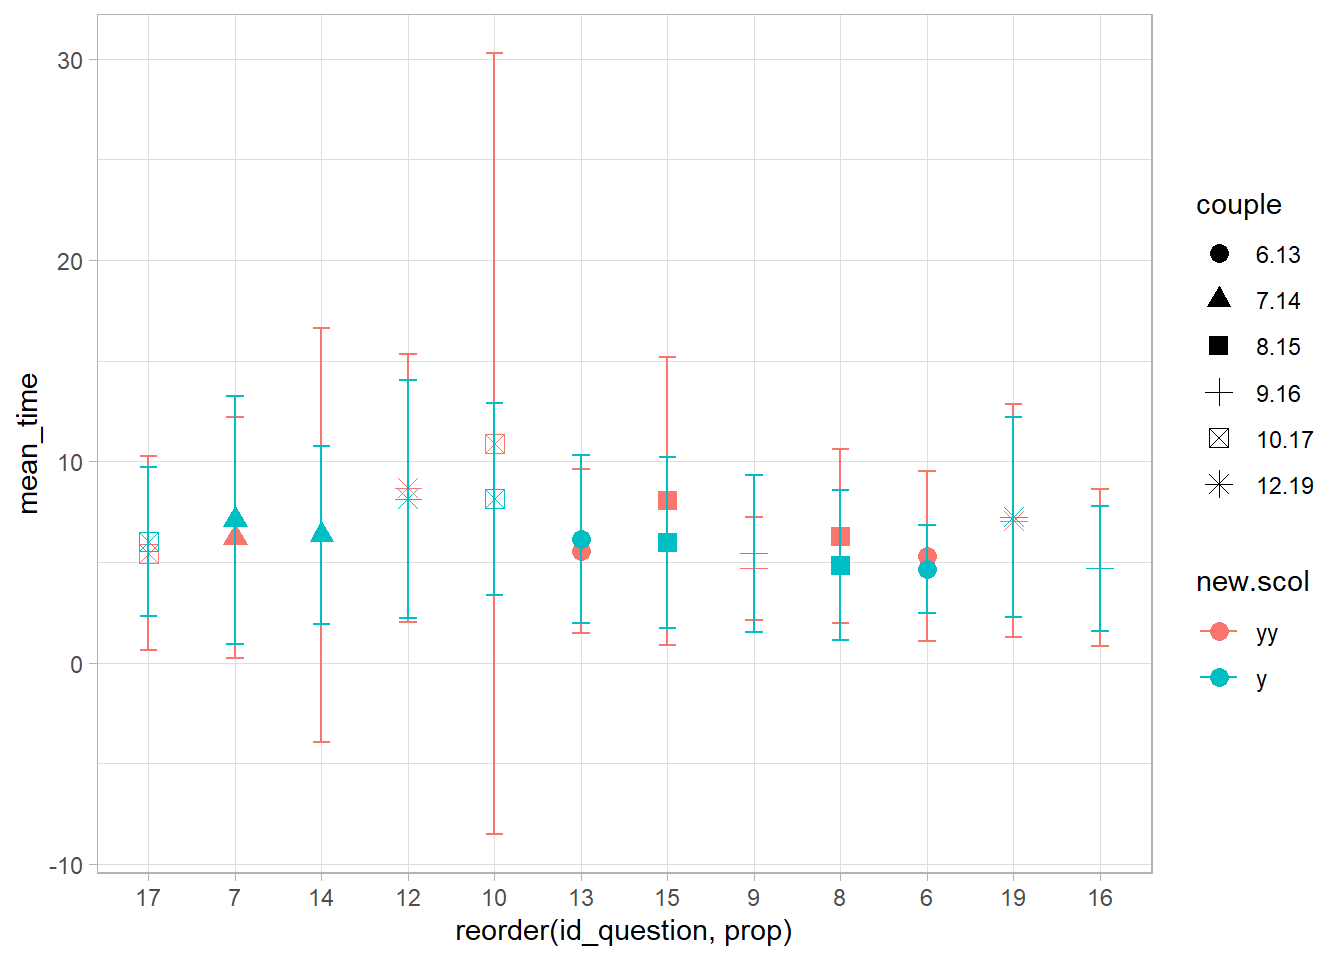 mean_time
30
20
10
0
-10
17 7 14 12 10 13 15 9 8 6 19 16
reorder(id_question, prop)
couple
6.13
7.14
8.15
9.16
10.17
12.19
new.scol
yy
y